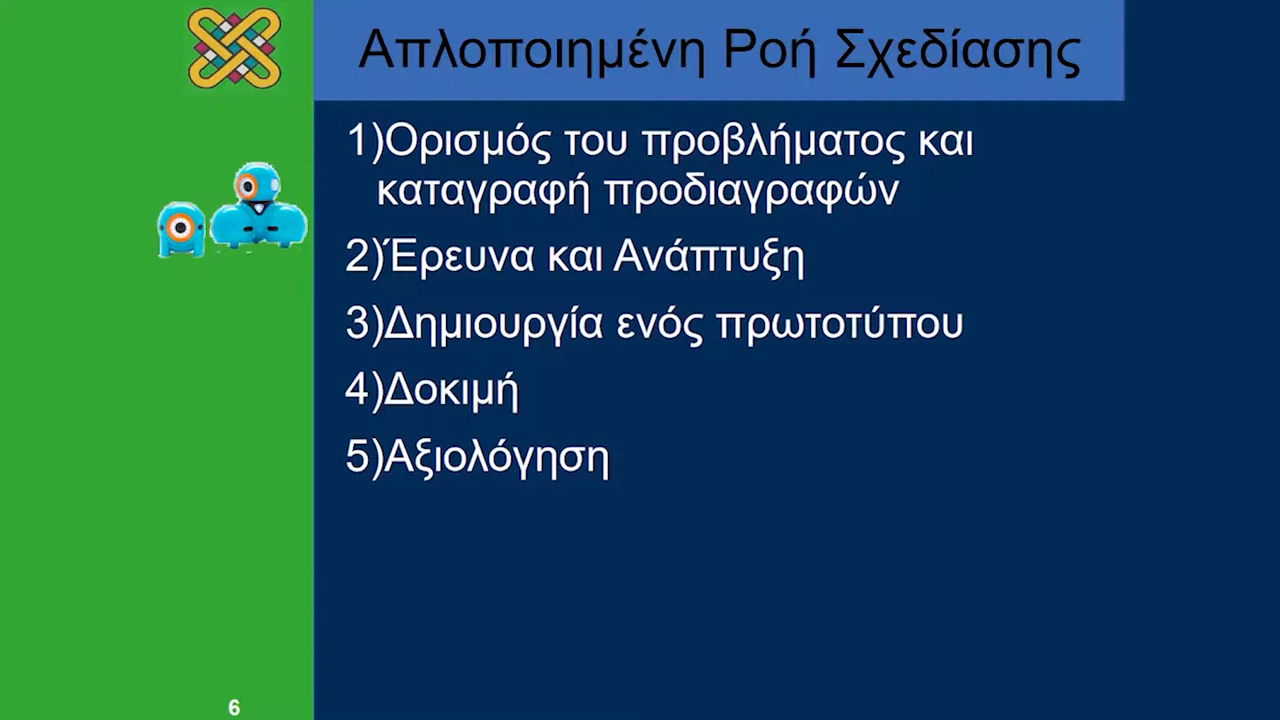 Απλοποιημένη Ροή Σχεδίασης
1)Ορισμός του προβλήματος και
καταγραφή προδιαγραφών
2)Έρευνα και Ανάπτυξη
3)Δημιουργία ενός πρωτοτύπου
4)Δοκιμή
5)Αξιολόγηση
6